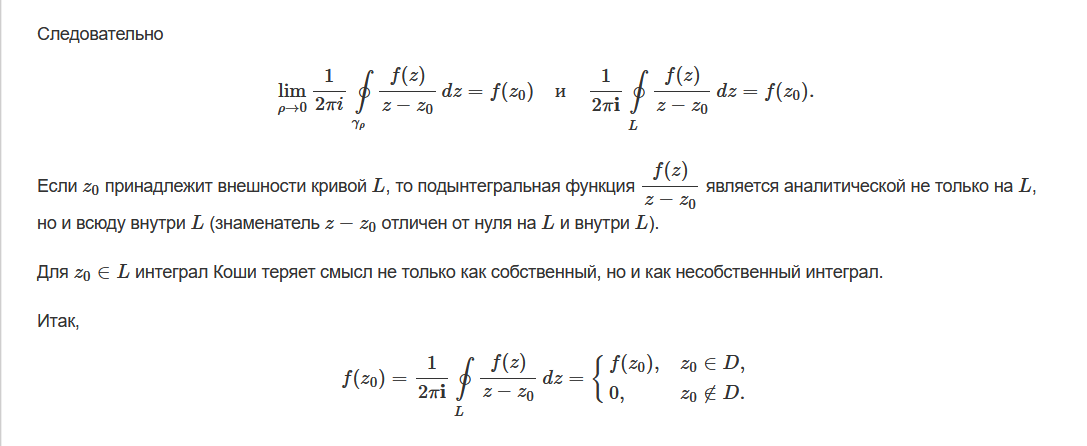 Следовательно
$$\lim_{\rho \to 0} \frac{1}{2\pi i} \oint\limits_{\gamma_\rho} \frac{f(z)}{z - z_0}\, dz = f(z_0) \quad \text{и} \quad \frac{1}{2\pi \mathbf{i}} \oint\limits_{L} \frac{f(z)}{z - z_0}\, dz = f(z_0).$$
Если $z_0$ принадлежит внешности кривой $L$, то подынтегральная функция $\dfrac{f(z)}{z - z_0}$ является аналитической не только на $L$,
но и всюду внутри $L$ (знаменатель $z - z_0$ отличен от нуля на $L$ и внутри $L$).
Для $z_0 \in L$ интеграл Коши теряет смысл не только как собственный, но и как несобственный интеграл.
Итак,
$$f(z_0) = \frac{1}{2\pi \mathbf{i}} \oint\limits_{L} \frac{f(z)}{z - z_0}\, dz = \begin{cases} f(z_0), & z_0 \in D, \\ 0, & z_0 \notin D. \end{cases}$$